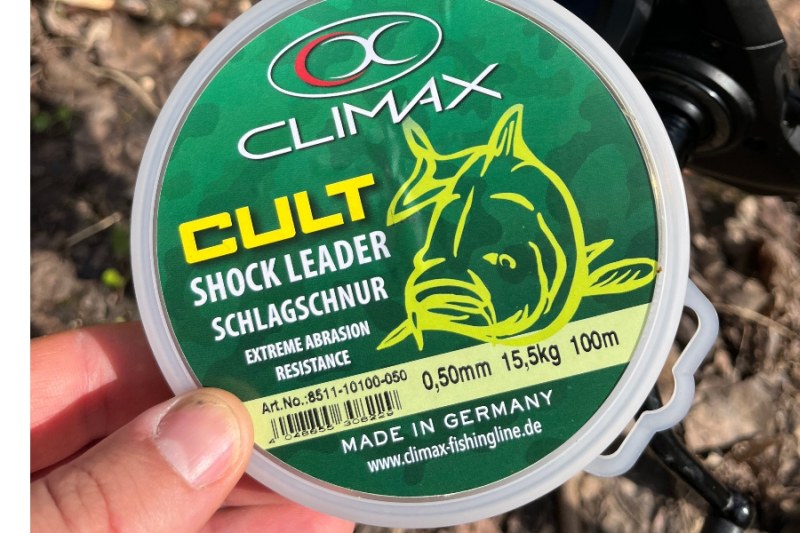 CLIMAX
CULT
SHOCK LEADER
SCHLAGSCHNUR
EXTREME ABRASION
RESISTANCE
Art.No.:8511-10100-050 0,50mm 15,5kg 100m
MADE IN GERMANY
www.climax-fishingline.de